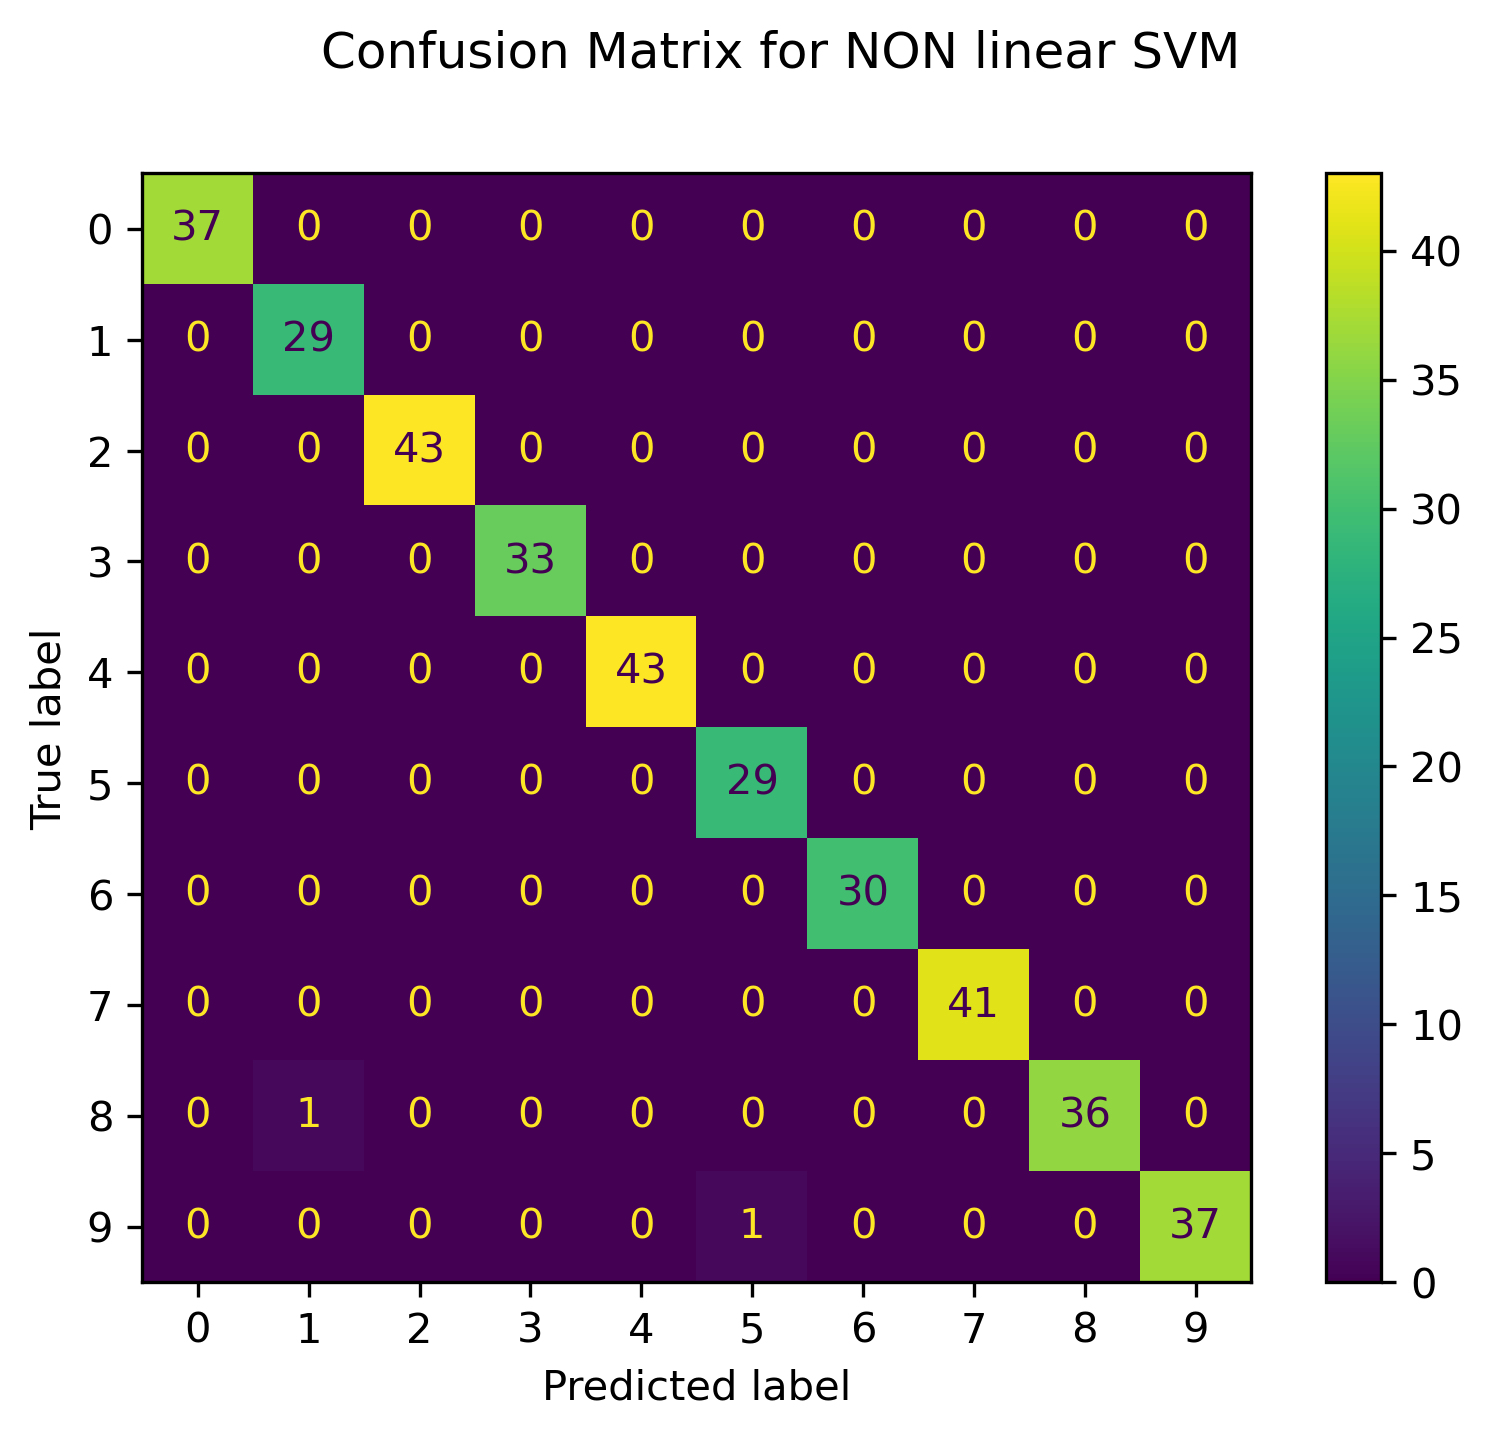 Confusion Matrix for NON linear SVM
0 37 0 0 0 0 0 0 0 0 0
1 0 29 0 0 0 0 0 0 0 0
2 0 0 43 0 0 0 0 0 0 0
3 0 0 0 33 0 0 0 0 0 0
4 0 0 0 0 43 0 0 0 0 0
5 0 0 0 0 0 29 0 0 0 0
6 0 0 0 0 0 0 30 0 0 0
7 0 0 0 0 0 0 0 41 0 0
8 0 1 0 0 0 0 0 0 36 0
9 0 0 0 0 0 1 0 0 0 37
0 1 2 3 4 5 6 7 8 9
Predicted label
True label
40
35
30
25
20
15
10
5
0